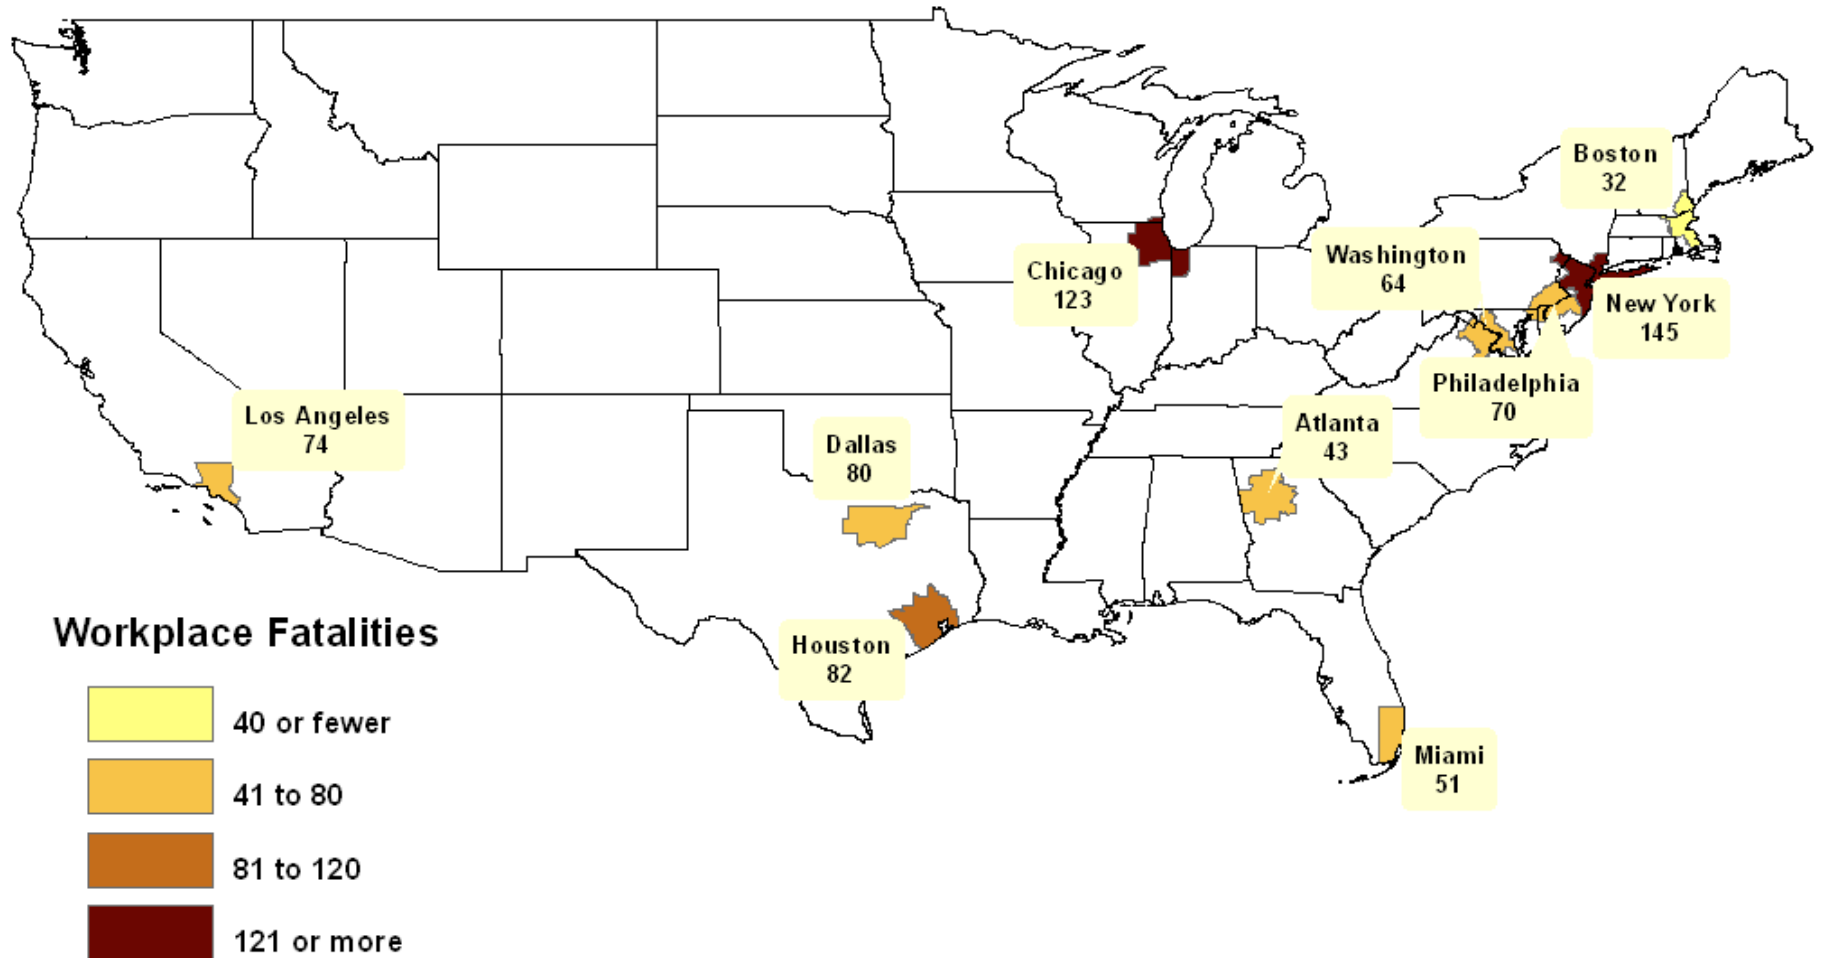 Boston
32
Washington
64
Chicago
123
New York
145
Philadelphia
70
Los Angeles
74
Atlanta
43
Dallas
80
Houston
82
Miami
51
Workplace Fatalities
40 or fewer
41 to 80
81 to 120
121 or more